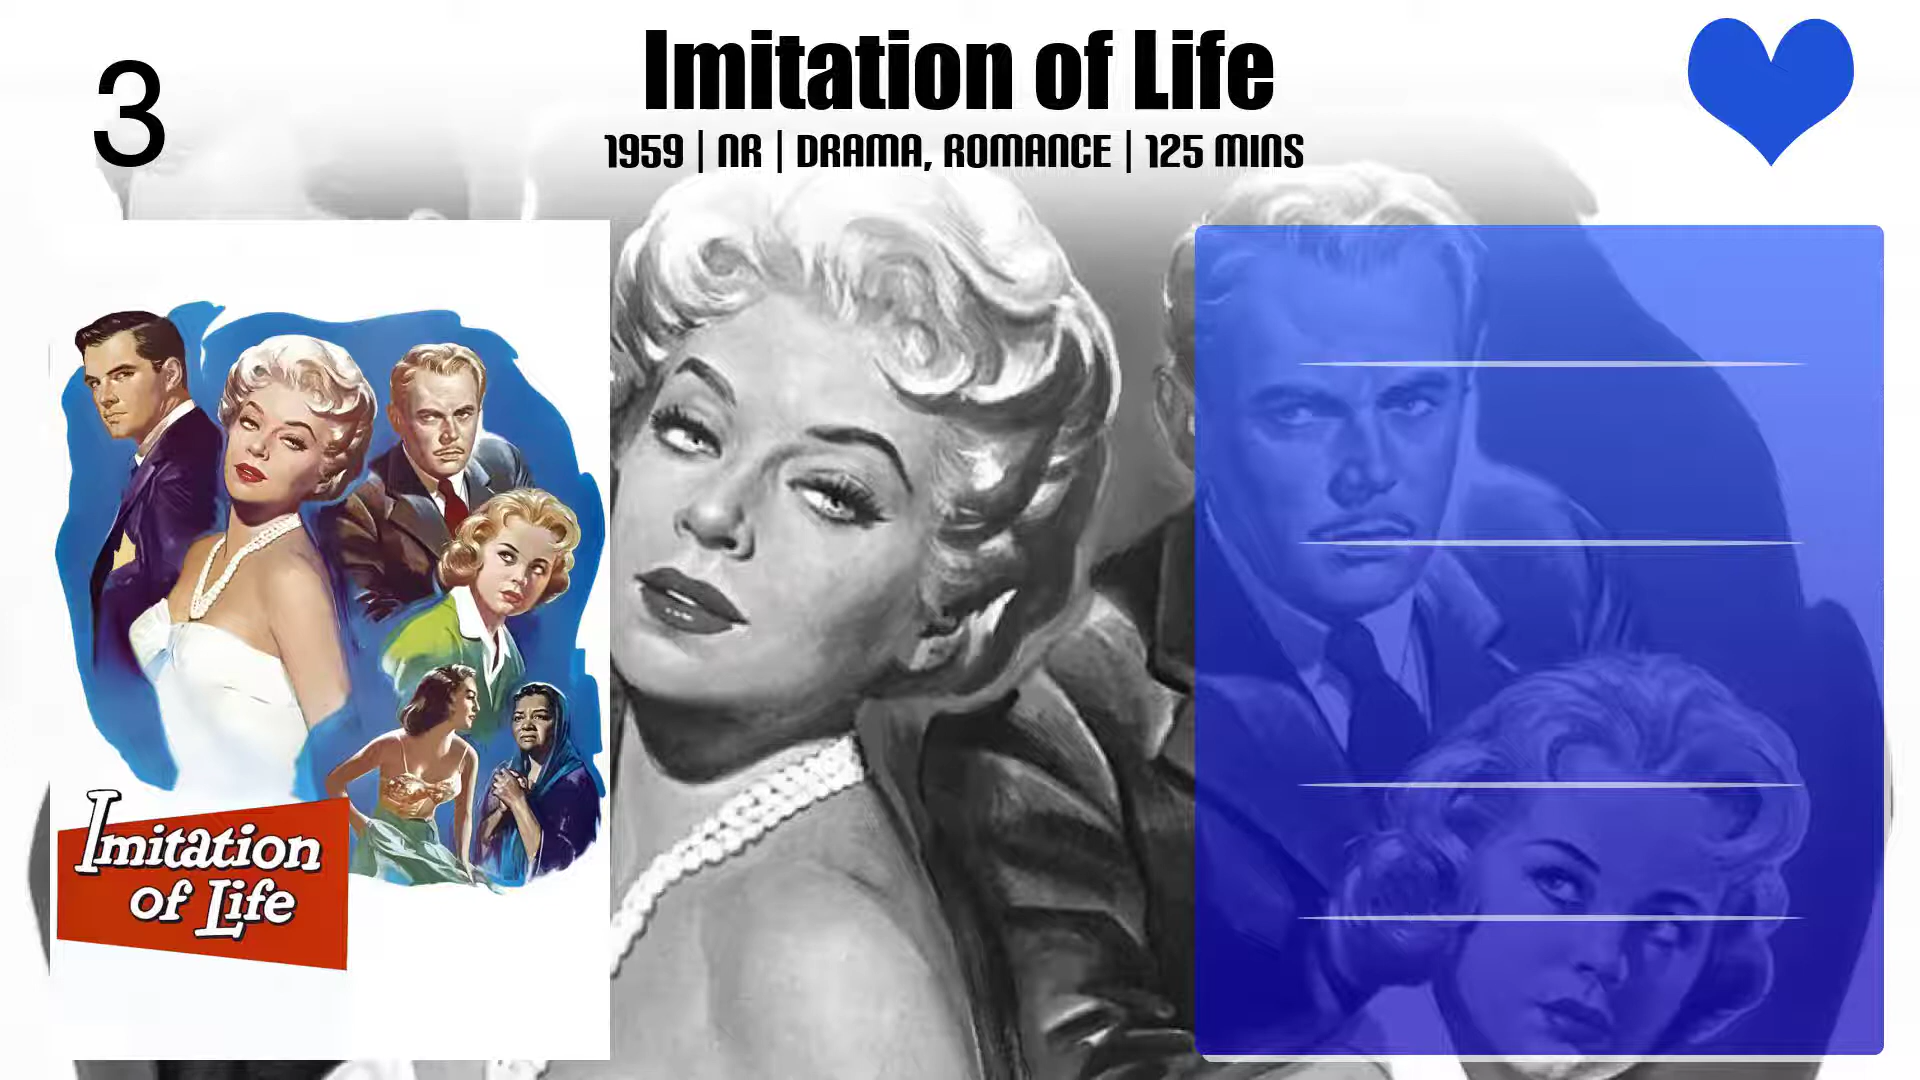 3
Imitation of Life
1959 | NR | DRAMA, ROMANCE | 125 MINS
Imitation
of Life